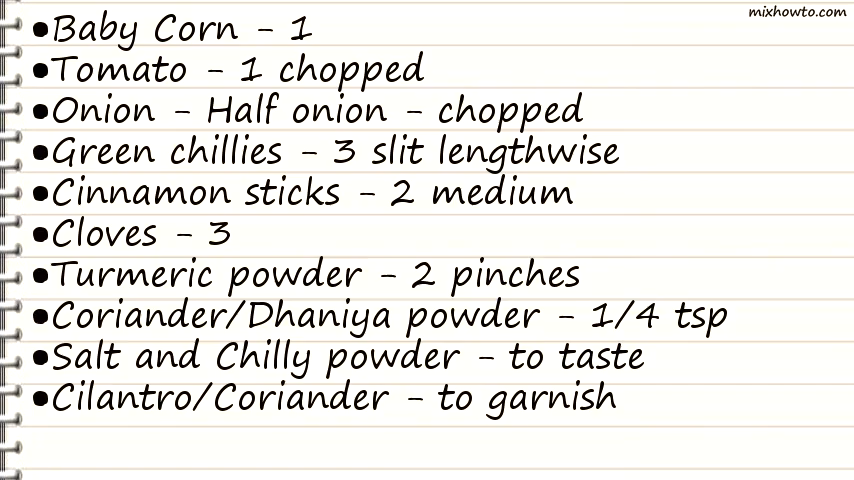 mixhowto.com
•Baby Corn - 1
•Tomato - 1 chopped
•Onion - Half onion - chopped
•Green chillies - 3 slit lengthwise
•Cinnamon sticks - 2 medium
•Cloves - 3
•Turmeric powder - 2 pinches
•Coriander/Dhaniya powder - 1/4 tsp
•Salt and Chilly powder - to taste
•Cilantro/Coriander - to garnish